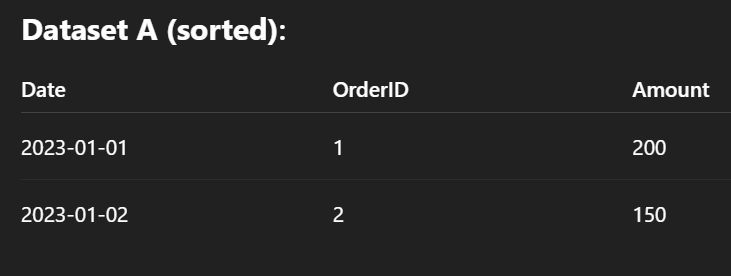 Dataset A (sorted):
Date OrderID Amount
2023-01-01 1 200
2023-01-02 2 150